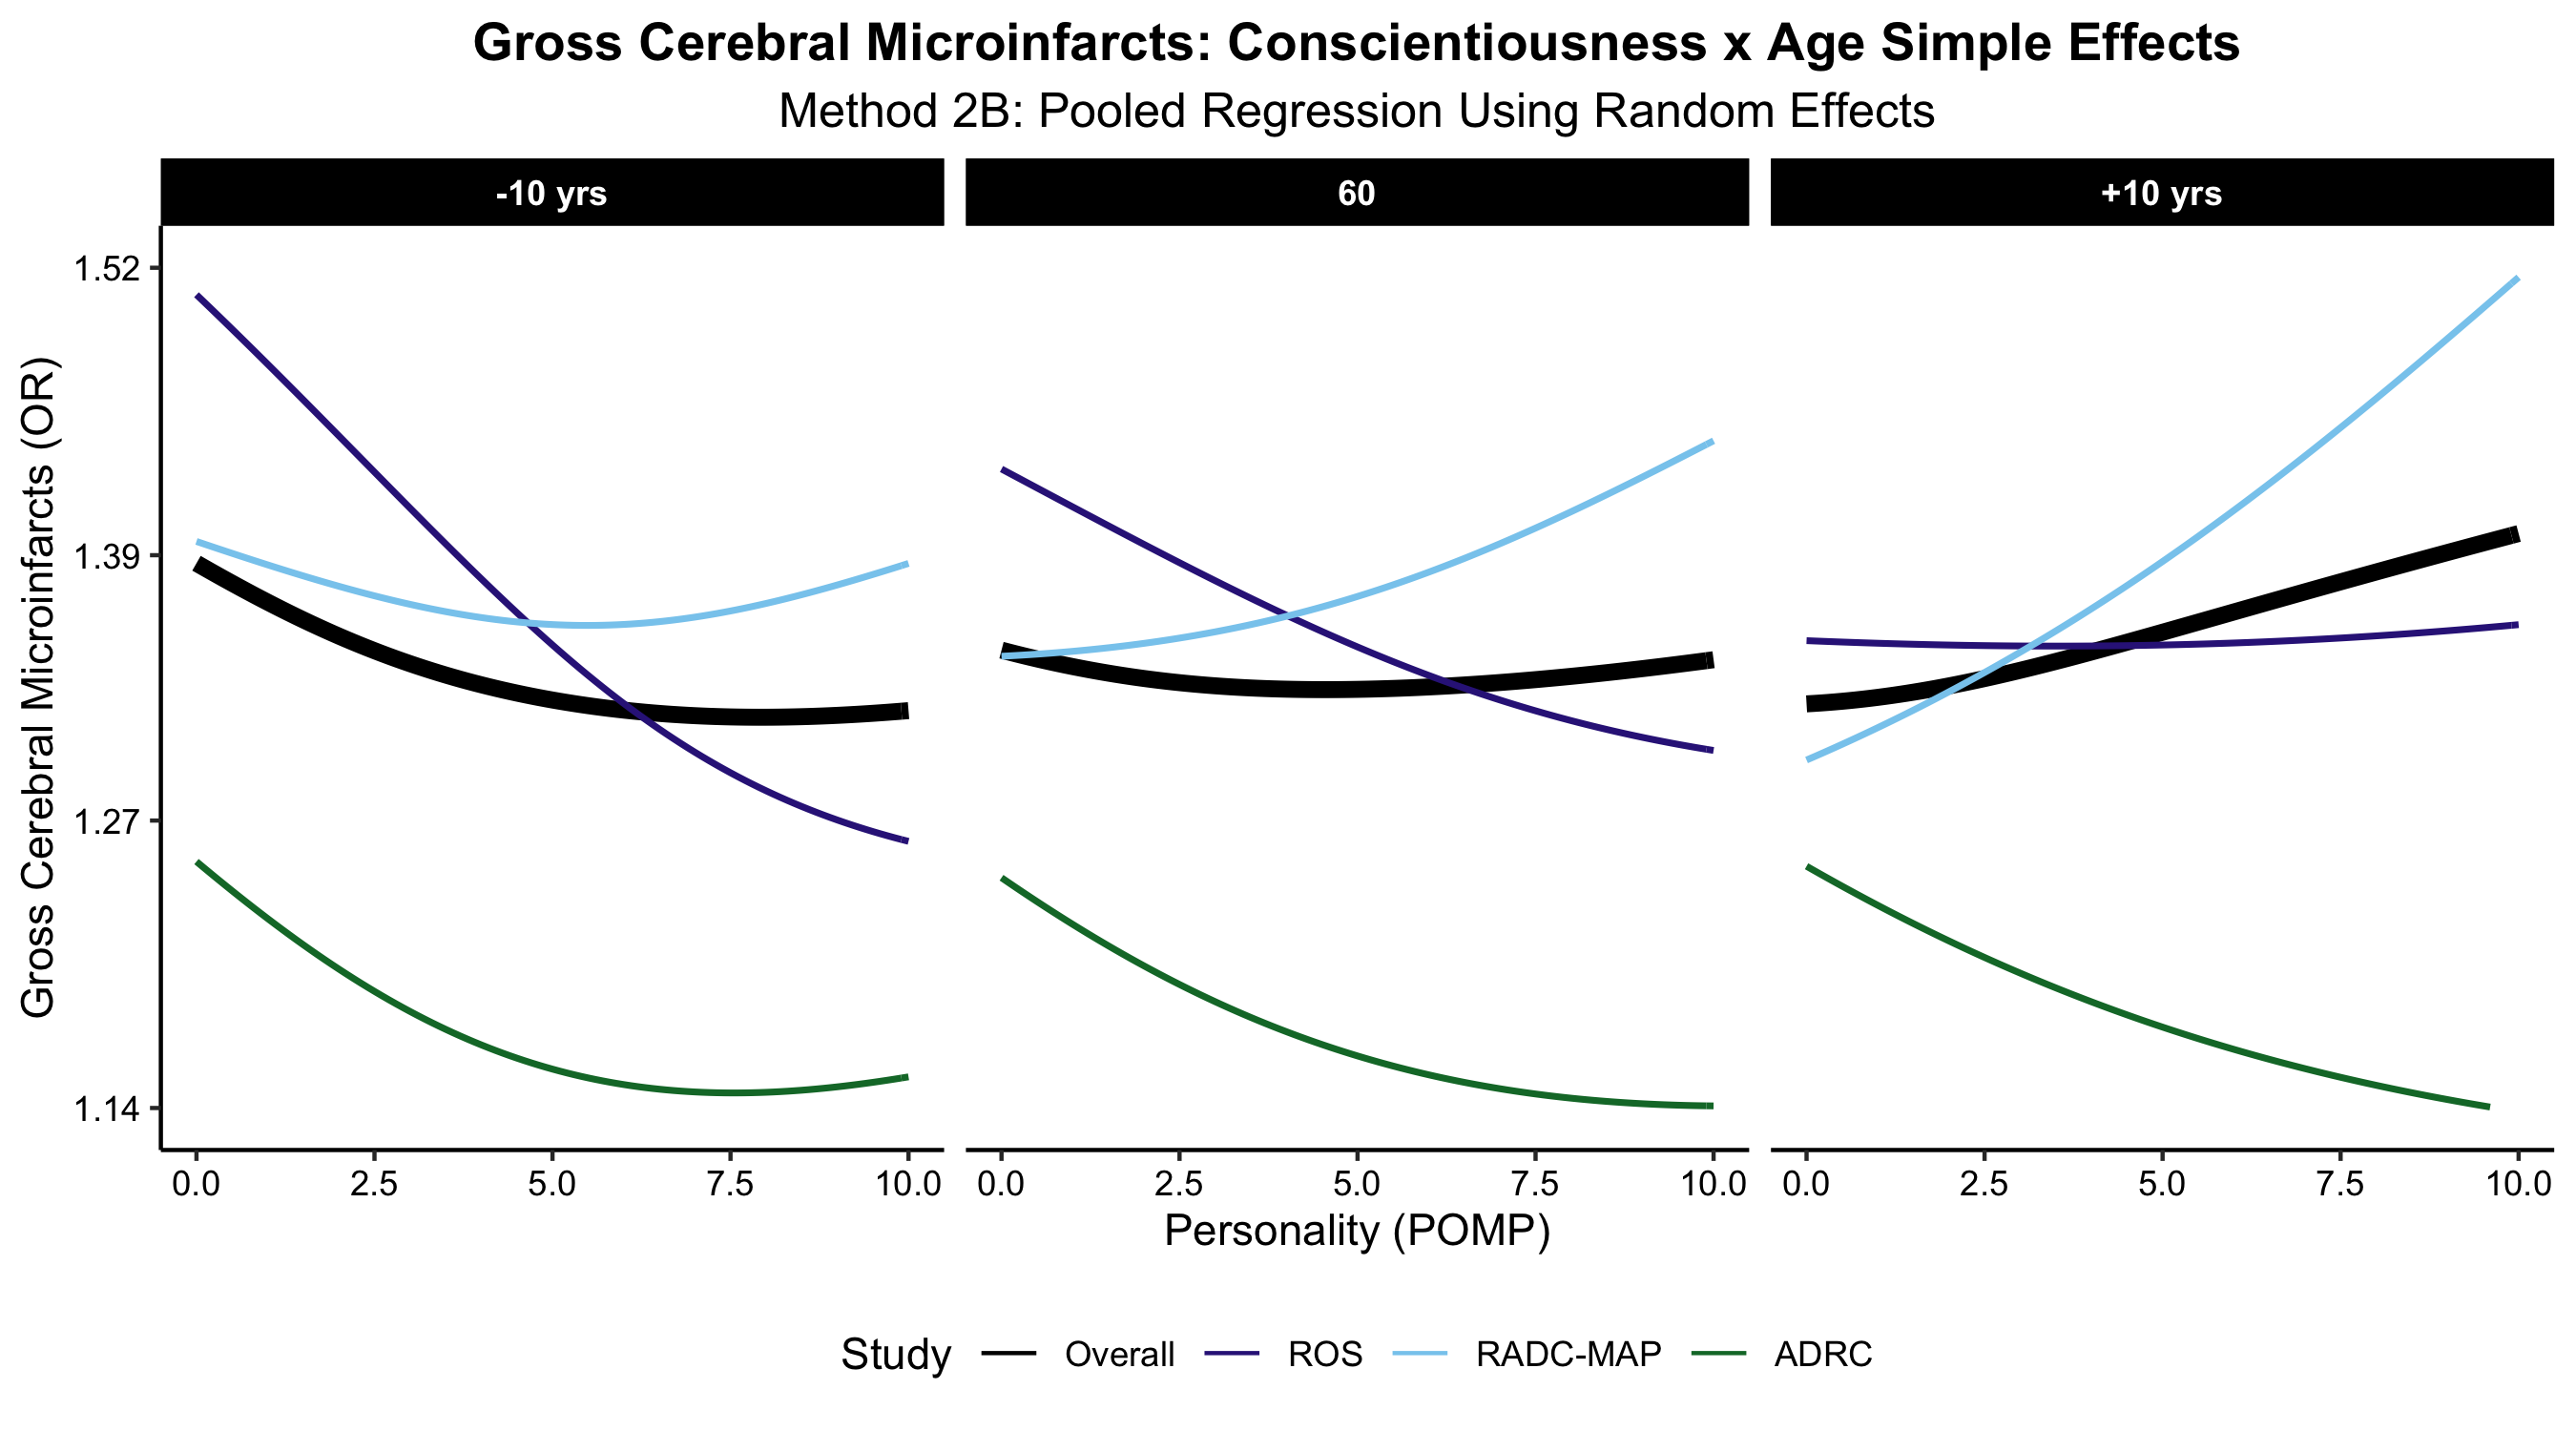 Gross Cerebral Microinfarcts: Conscientiousness x Age Simple Effects
Method 2B: Pooled Regression Using Random Effects
-10 yrs 60 +10 yrs
Gross Cerebral Microinfarcts (OR)
1.52
1.39
1.27
1.14
0.0 2.5 5.0 7.5 10.0 0.0 2.5 5.0 7.5 10.0 0.0 2.5 5.0 7.5 10.0
Personality (POMP)
Study Overall ROS RADC-MAP ADRC